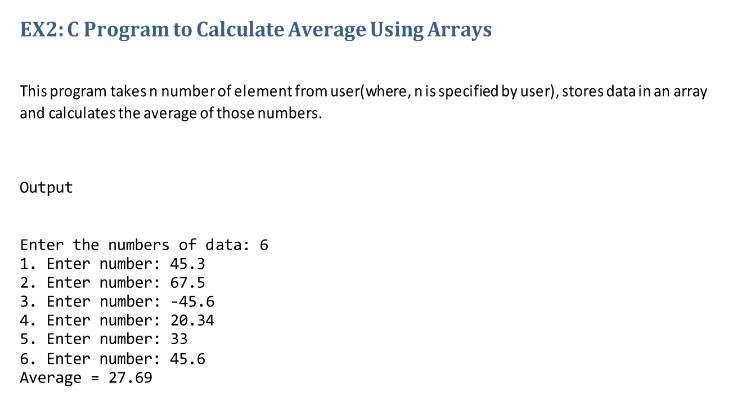 EX2: C Program to Calculate Average Using Arrays
This program takes n number of element from user(where, n is specified by user), stores data in an array
and calculates the average of those numbers.
Output
Enter the numbers of data: 6
1. Enter number: 45.3
2. Enter number: 67.5
3. Enter number: -45.6
4. Enter number: 20.34
5. Enter number: 33
6. Enter number: 45.6
Average = 27.69